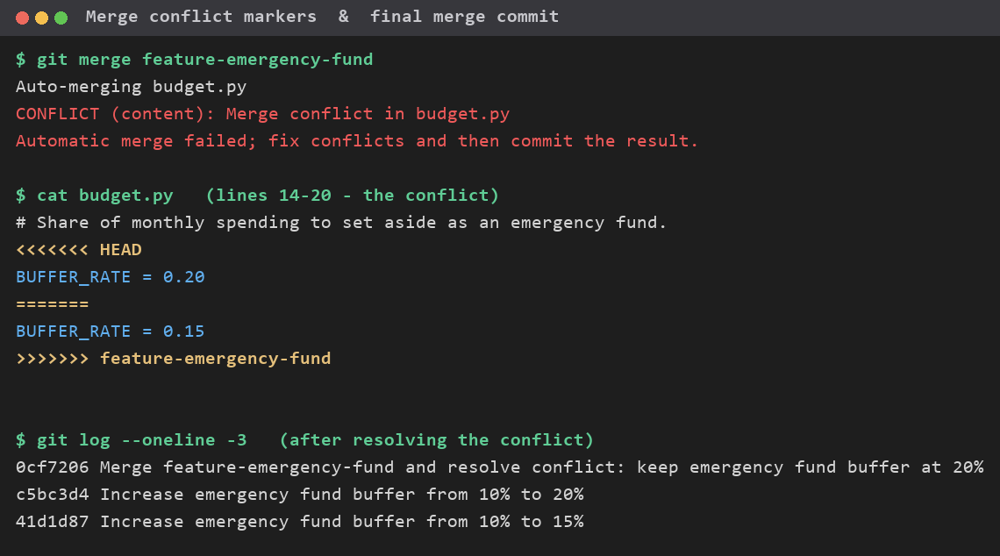 Merge conflict markers  &  final merge commit
$ git merge feature-emergency-fund
Auto-merging budget.py
CONFLICT (content): Merge conflict in budget.py
Automatic merge failed; fix conflicts and then commit the result.
$ cat budget.py   (lines 14-20 - the conflict)
# Share of monthly spending to set aside as an emergency fund.
<<<<<<< HEAD
BUFFER_RATE = 0.20
=======
BUFFER_RATE = 0.15
>>>>>>> feature-emergency-fund
$ git log --oneline -3   (after resolving the conflict)
0cf7206 Merge feature-emergency-fund and resolve conflict: keep emergency fund buffer at 20%
c5bc3d4 Increase emergency fund buffer from 10% to 20%
41d1d87 Increase emergency fund buffer from 10% to 15%